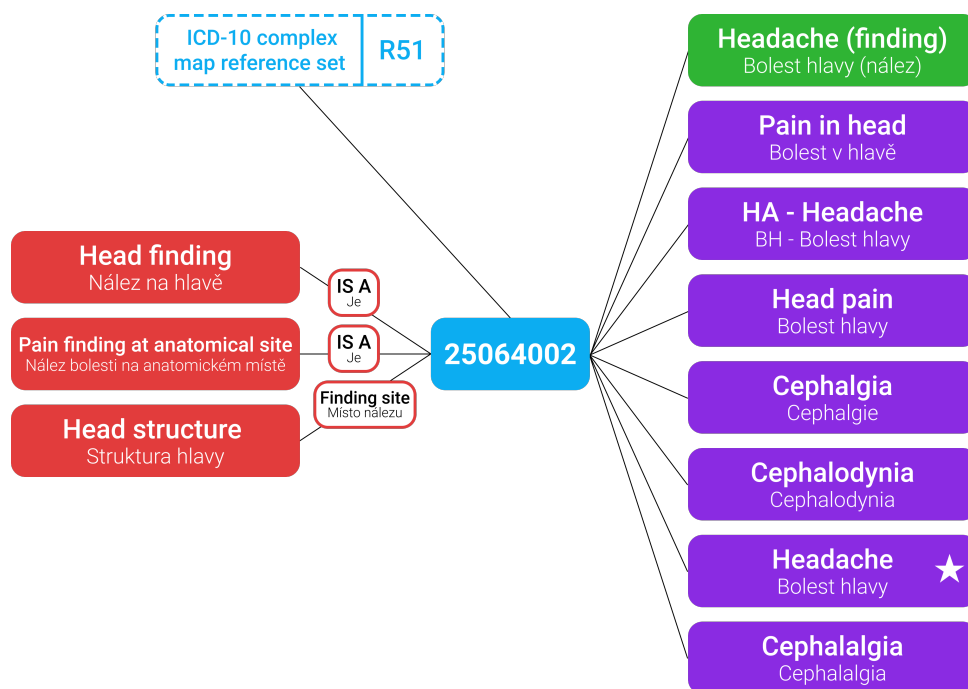 ICD-10 complex
map reference set
R51
Head finding
Nález na hlavě
Pain finding at anatomical site
Nález bolesti na anatomickém místě
Head structure
Struktura hlavy
IS A
Je
IS A
Je
Finding site
Místo nálezu
25064002
Headache (finding)
Bolest hlavy (nález)
Pain in head
Bolest v hlavě
HA - Headache
BH - Bolest hlavy
Head pain
Bolest hlavy
Cephalgia
Cephalgie
Cephalodynia
Cephalodynia
Headache
Bolest hlavy
Cephalalgia
Cephalalgia